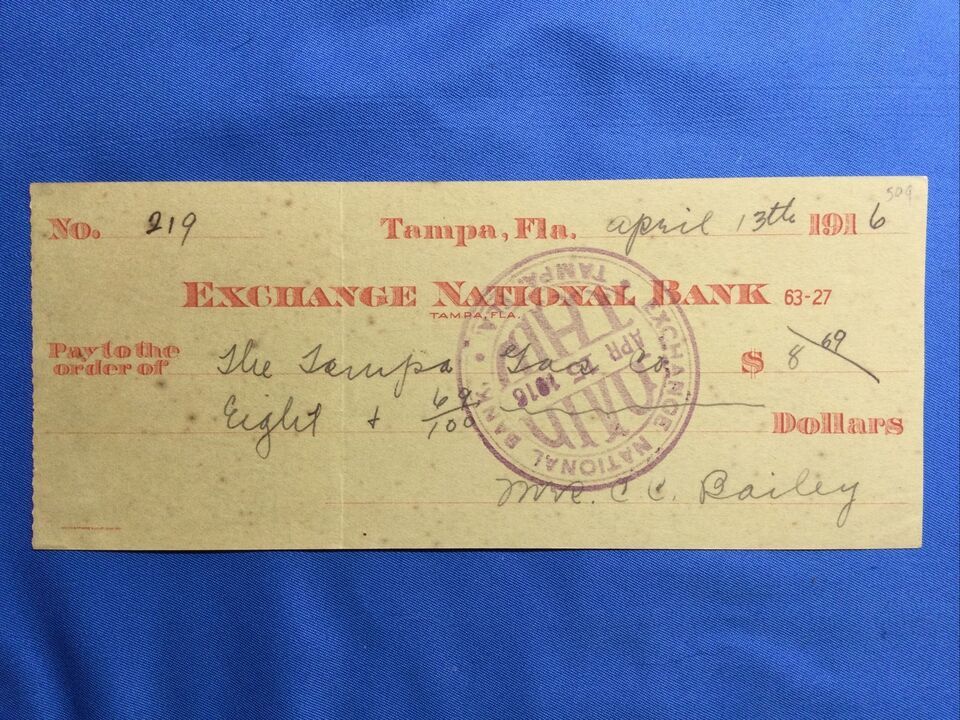 509
No. 219 Tampa, Fla. April 13th 1916
EXCHANGE NATIONAL BANK 63-27
TAMPA, FLA.
Pay to the order of The Tampa Gas Co. $ 8 69
Eight & 69/100 Dollars
Mrs. C C. Bailey
EXCHANGE NATIONAL BANK TAMPA, FLA.
PAID
APR 15 1916